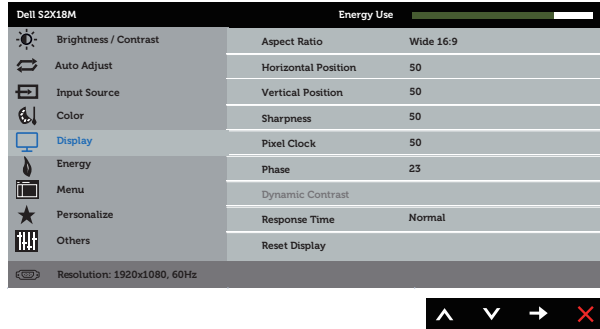 Dell S2X18M Energy Use
Brightness / Contrast
Auto Adjust
Input Source
Color
Display
Energy
Menu
Personalize
Others
Aspect Ratio Wide 16:9
Horizontal Position 50
Vertical Position 50
Sharpness 50
Pixel Clock 50
Phase 23
Dynamic Contrast
Response Time Normal
Reset Display
Resolution: 1920x1080, 60Hz